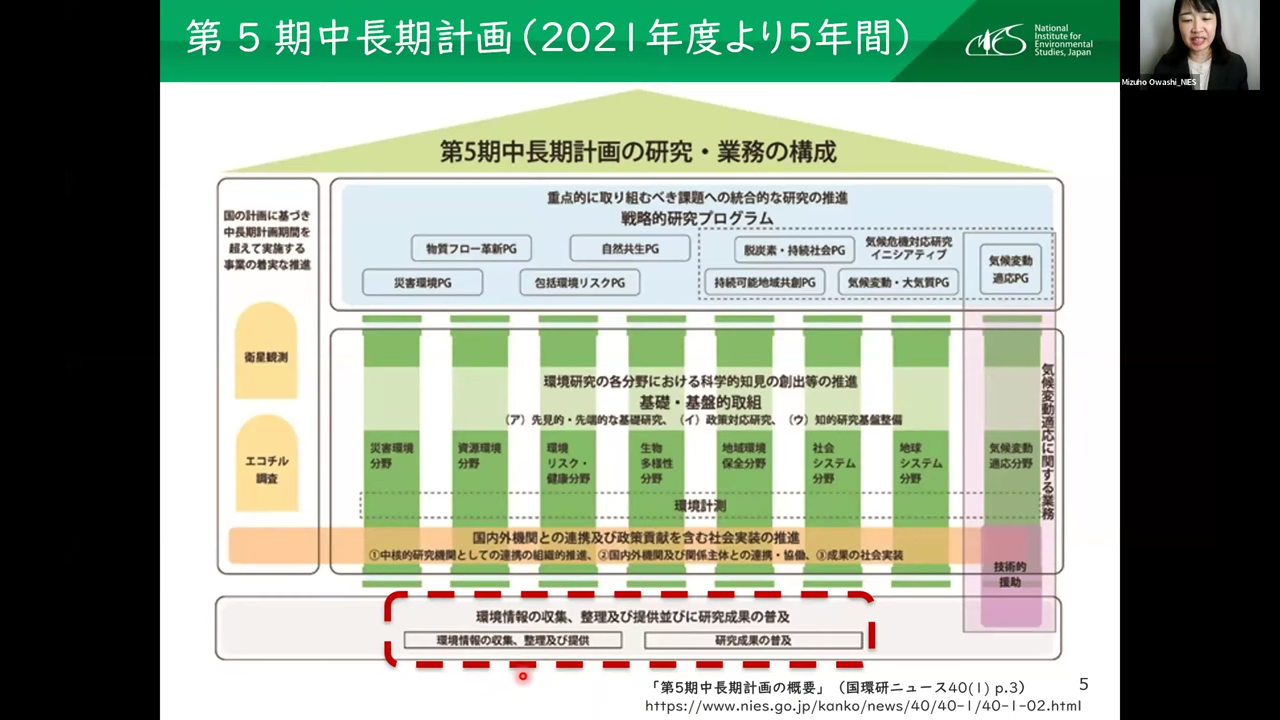 第5期中長期計画(2021年度より5年間)
National
Institute for
Environmental
Studies, Japan
Mizuho Owashi_NIES
第5期中長期計画の研究・業務の構成
国の計画に基づき
中長期計画期間を
超えて実施する
事業の着実な推進
衛星観測
エコチル
調査
重点的に取り組むべき課題への統合的な研究の推進
戦略的研究プログラム
物質フロー革新PG
自然共生PG
脱炭素・持続社会PG
気候危機対応研究
イニシアティブ
気候変動
適応PG
災害環境PG
包括環境リスクPG
持続可能地域共創PG
気候変動・大気質PG
環境研究の各分野における科学的知見の創出等の推進
基礎・基盤的取組
(ア)先見的・先端的な基礎研究、(イ)政策対応研究、(ウ)知的研究基盤整備
災害環境
分野
資源環境
分野
環境
リスク・
健康分野
生物
多様性
分野
地域環境
保全分野
社会
システム
分野
地球
システム
分野
気候変動
適応分野
気候変動適応に関する業務
環境計測
国内外機関との連携及び政策貢献を含む社会実装の推進
①中核的研究機関としての連携の組織的推進、②国内外機関及び関係主体との連携・協働、③成果の社会実装
技術的
援助
環境情報の収集、整理及び提供並びに研究成果の普及
環境情報の収集、整理及び提供
研究成果の普及
「第5期中長期計画の概要」(国環研ニュース40(1) p.3)
https://www.nies.go.jp/kanko/news/40/40-1/40-1-02.html
5